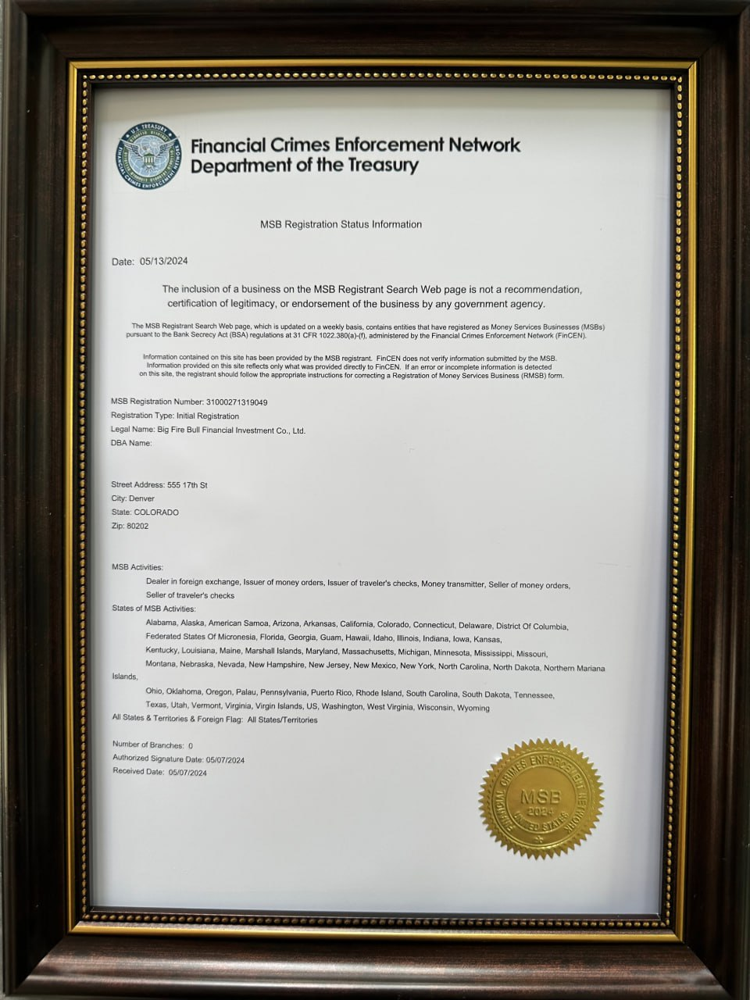 U.S. TREASURY
FINANCIAL CRIMES ENFORCEMENT NETWORK
Financial Crimes Enforcement Network
Department of the Treasury
MSB Registration Status Information
Date: 05/13/2024
The inclusion of a business on the MSB Registrant Search Web page is not a recommendation,
certification of legitimacy, or endorsement of the business by any government agency.
The MSB Registrant Search Web page, which is updated on a weekly basis, contains entities that have registered as Money Services Businesses (MSBs)
pursuant to the Bank Secrecy Act (BSA) regulations at 31 CFR 1022.380(a)-(f), administered by the Financial Crimes Enforcement Network (FinCEN).
Information contained on this site has been provided by the MSB registrant. FinCEN does not verify information submitted by the MSB.
Information provided on this site reflects only what was provided directly to FinCEN. If an error or incomplete information is detected
on this site, the registrant should follow the appropriate instructions for correcting a Registration of Money Services Business (RMSB) form.
MSB Registration Number: 31000271319049
Registration Type: Initial Registration
Legal Name: Big Fire Bull Financial Investment Co., Ltd.
DBA Name:
Street Address: 555 17th St
City: Denver
State: COLORADO
Zip: 80202
MSB Activities:
Dealer in foreign exchange, Issuer of money orders, Issuer of traveler's checks, Money transmitter, Seller of money orders,
Seller of traveler's checks
States of MSB Activities:
Alabama, Alaska, American Samoa, Arizona, Arkansas, California, Colorado, Connecticut, Delaware, District Of Columbia,
Federated States Of Micronesia, Florida, Georgia, Guam, Hawaii, Idaho, Illinois, Indiana, Iowa, Kansas,
Kentucky, Louisiana, Maine, Marshall Islands, Maryland, Massachusetts, Michigan, Minnesota, Mississippi, Missouri,
Montana, Nebraska, Nevada, New Hampshire, New Jersey, New Mexico, New York, North Carolina, North Dakota, Northern Mariana
Islands,
Ohio, Oklahoma, Oregon, Palau, Pennsylvania, Puerto Rico, Rhode Island, South Carolina, South Dakota, Tennessee,
Texas, Utah, Vermont, Virginia, Virgin Islands, US, Washington, West Virginia, Wisconsin, Wyoming
All States & Territories & Foreign Flag: All States/Territories
Number of Branches: 0
Authorized Signature Date: 05/07/2024
Received Date: 05/07/2024
FINANCIAL CRIMES ENFORCEMENT NETWORK
MSB
2024
UNITED STATES